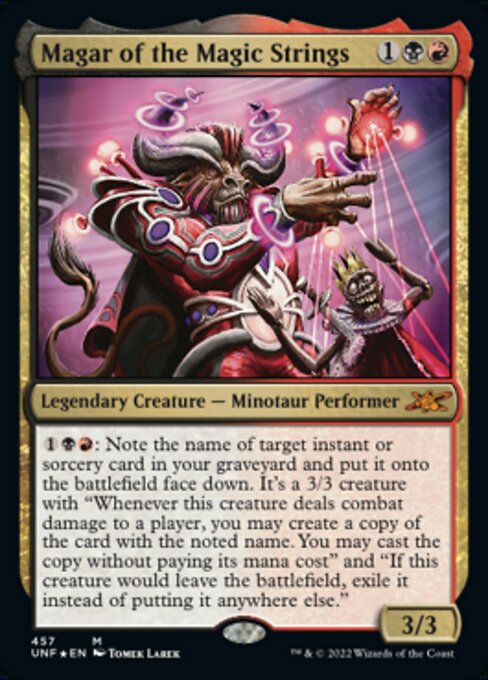 Magar of the Magic Strings 1
Legendary Creature — Minotaur Performer
1: Note the name of target instant or
sorcery card in your graveyard and put it onto
the battlefield face down. It's a 3/3 creature
with “Whenever this creature deals combat
damage to a player, you may create a copy of
the card with the noted name. You may cast
the copy without paying its mana cost” and “If this
creature would leave the battlefield, exile it
instead of putting it anywhere else.”
3/3
457 M
UNF★EN Tomek Larek
™ & © 2022 Wizards of the Coast